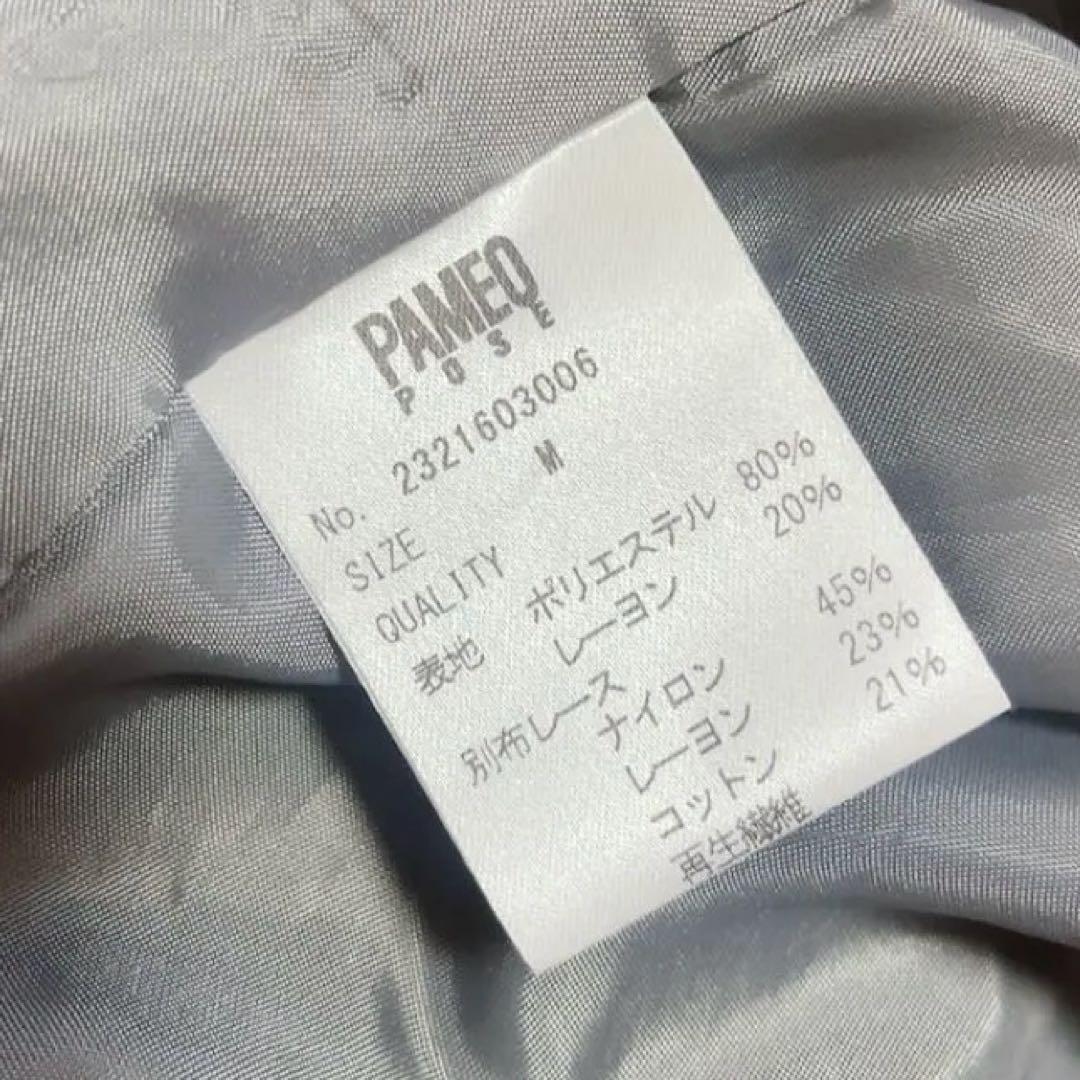 PAMEO
POSE
No. 2321603006
SIZE M
QUALITY
表地 ポリエステル 80%
レーヨン 20%
別布レース
ナイロン 45%
レーヨン 23%
コットン 21%
再生繊維